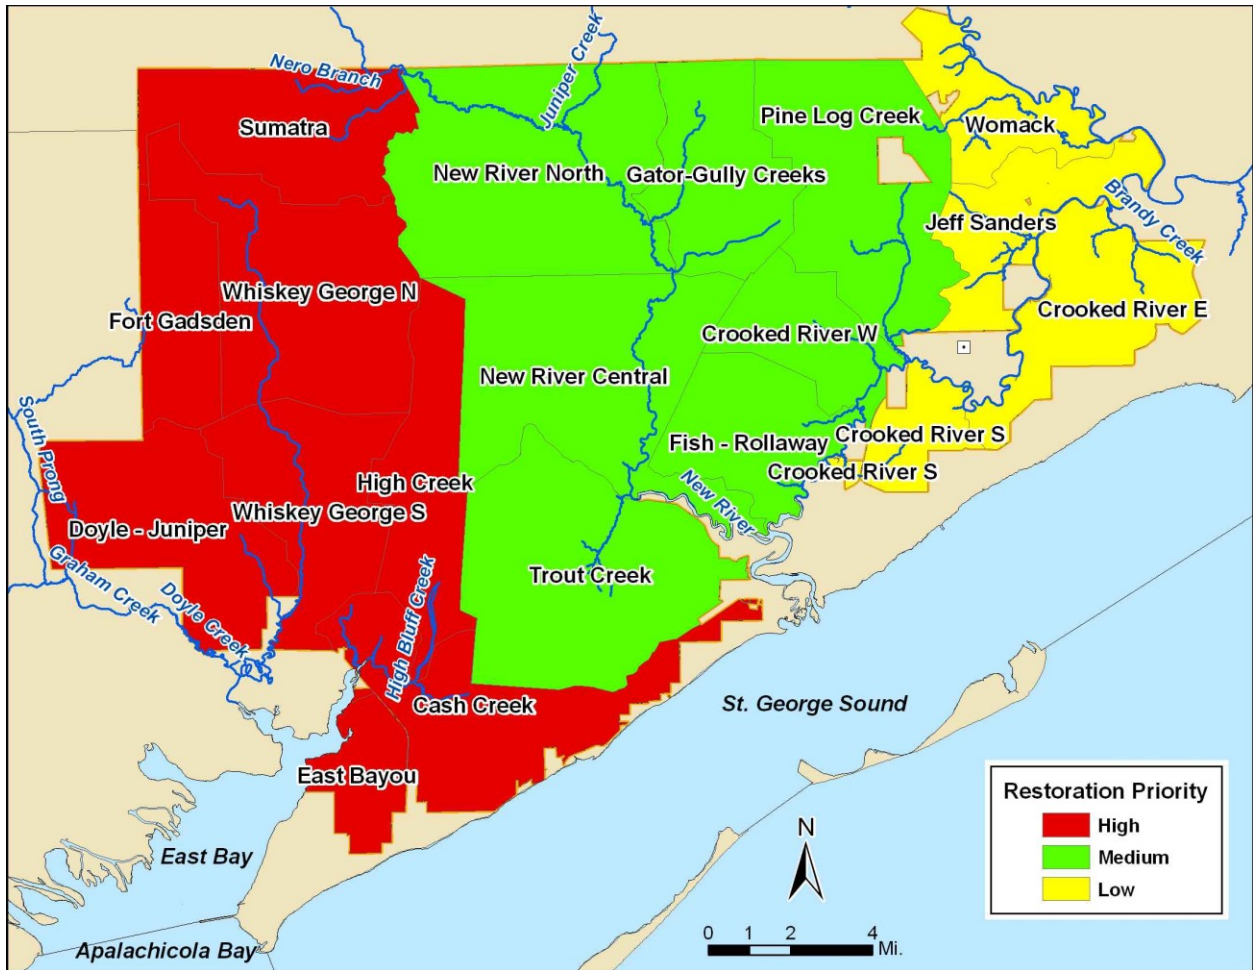 Nero Branch
Juniper Creek
Sumatra
Pine Log Creek
Womack
New River North
Gator-Gully Creeks
Brandy Creek
Jeff Sanders
Whiskey George N
Fort Gadsden
Crooked River E
Crooked River W
New River Central
South Prong
Fish - Rollaway
Crooked River S
Crooked River S
High Creek
New River
Whiskey George S
Doyle - Juniper
Graham Creek
Doyle Creek
High Bluff Creek
Trout Creek
Cash Creek
St. George Sound
East Bayou
East Bay
Apalachicola Bay
Restoration Priority
High
Medium
Low
N
0 1 2 4
Mi.